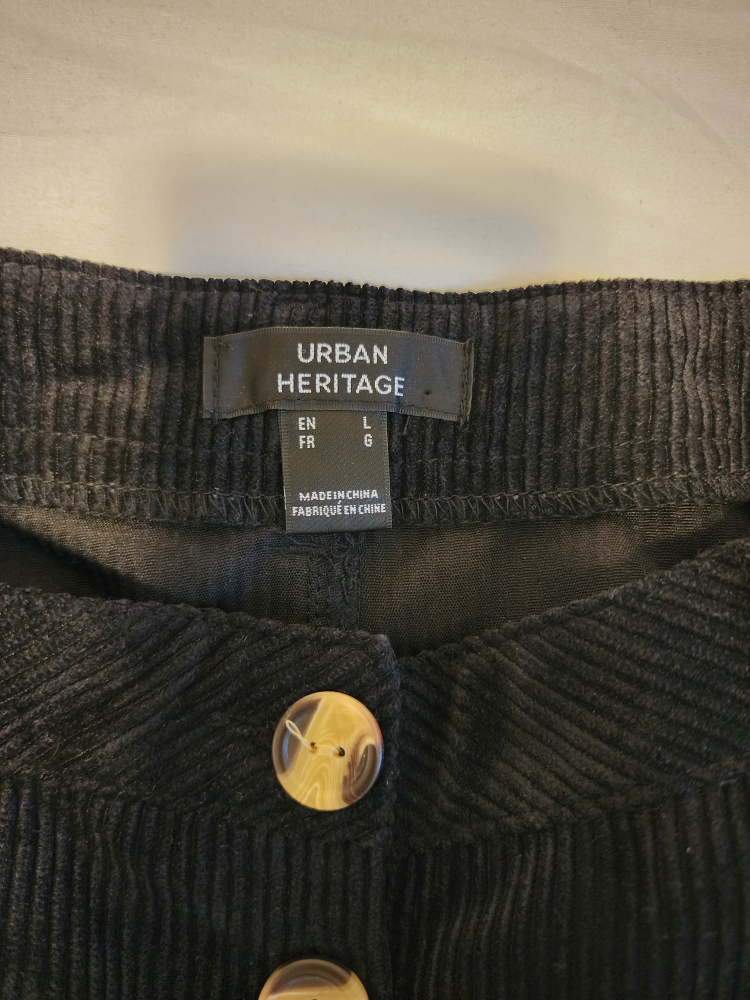 URBAN
HERITAGE
EN L
FR G
MADE IN CHINA
FABRIQUÉ EN CHINE